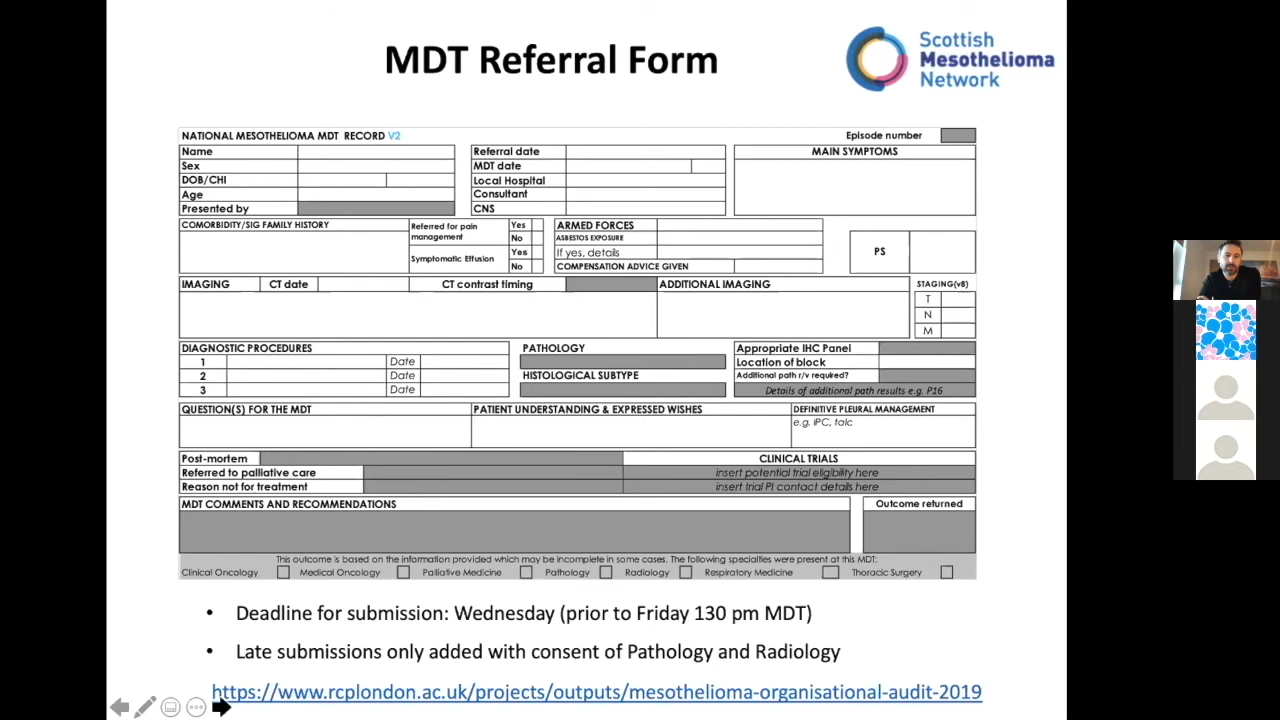 MDT Referral Form
Scottish
Mesothelioma
Network
NATIONAL MESOTHELIOMA MDT RECORD V2
Episode number
Name
Referral date
MAIN SYMPTOMS
Sex
MDT date
DOB/CHI
Local Hospital
Age
Consultant
Presented by
CNS
COMORBIDITY/SIG FAMILY HISTORY
Referred for pain
management
Yes
No
ARMED FORCES
ASBESTOS EXPOSURE
Symptomatic Effusion
Yes
No
If yes, details
COMPENSATION ADVICE GIVEN
PS
IMAGING
CT date
CT contrast timing
ADDITIONAL IMAGING
STAGING(v8)
T
N
M
DIAGNOSTIC PROCEDURES
1
Date
2
Date
3
Date
PATHOLOGY
HISTOLOGICAL SUBTYPE
Appropriate IHC Panel
Location of block
Additional path r/v required?
Details of additional path results e.g. P16
QUESTION(S) FOR THE MDT
PATIENT UNDERSTANDING & EXPRESSED WISHES
DEFINITIVE PLEURAL MANAGEMENT
e.g. IPC, talc
Post-mortem
CLINICAL TRIALS
Referred to palliative care
insert potential trial eligibility here
Reason not for treatment
insert trial PI contact details here
MDT COMMENTS AND RECOMMENDATIONS
Outcome returned
This outcome is based on the information provided which may be incomplete in some cases. The following specialties were present at this MDT:
Clinical Oncology Medical Oncology Palliative Medicine Pathology Radiology Respiratory Medicine Thoracic Surgery
• Deadline for submission: Wednesday (prior to Friday 130 pm MDT)
• Late submissions only added with consent of Pathology and Radiology
https://www.rcplondon.ac.uk/projects/outputs/mesothelioma-organisational-audit-2019